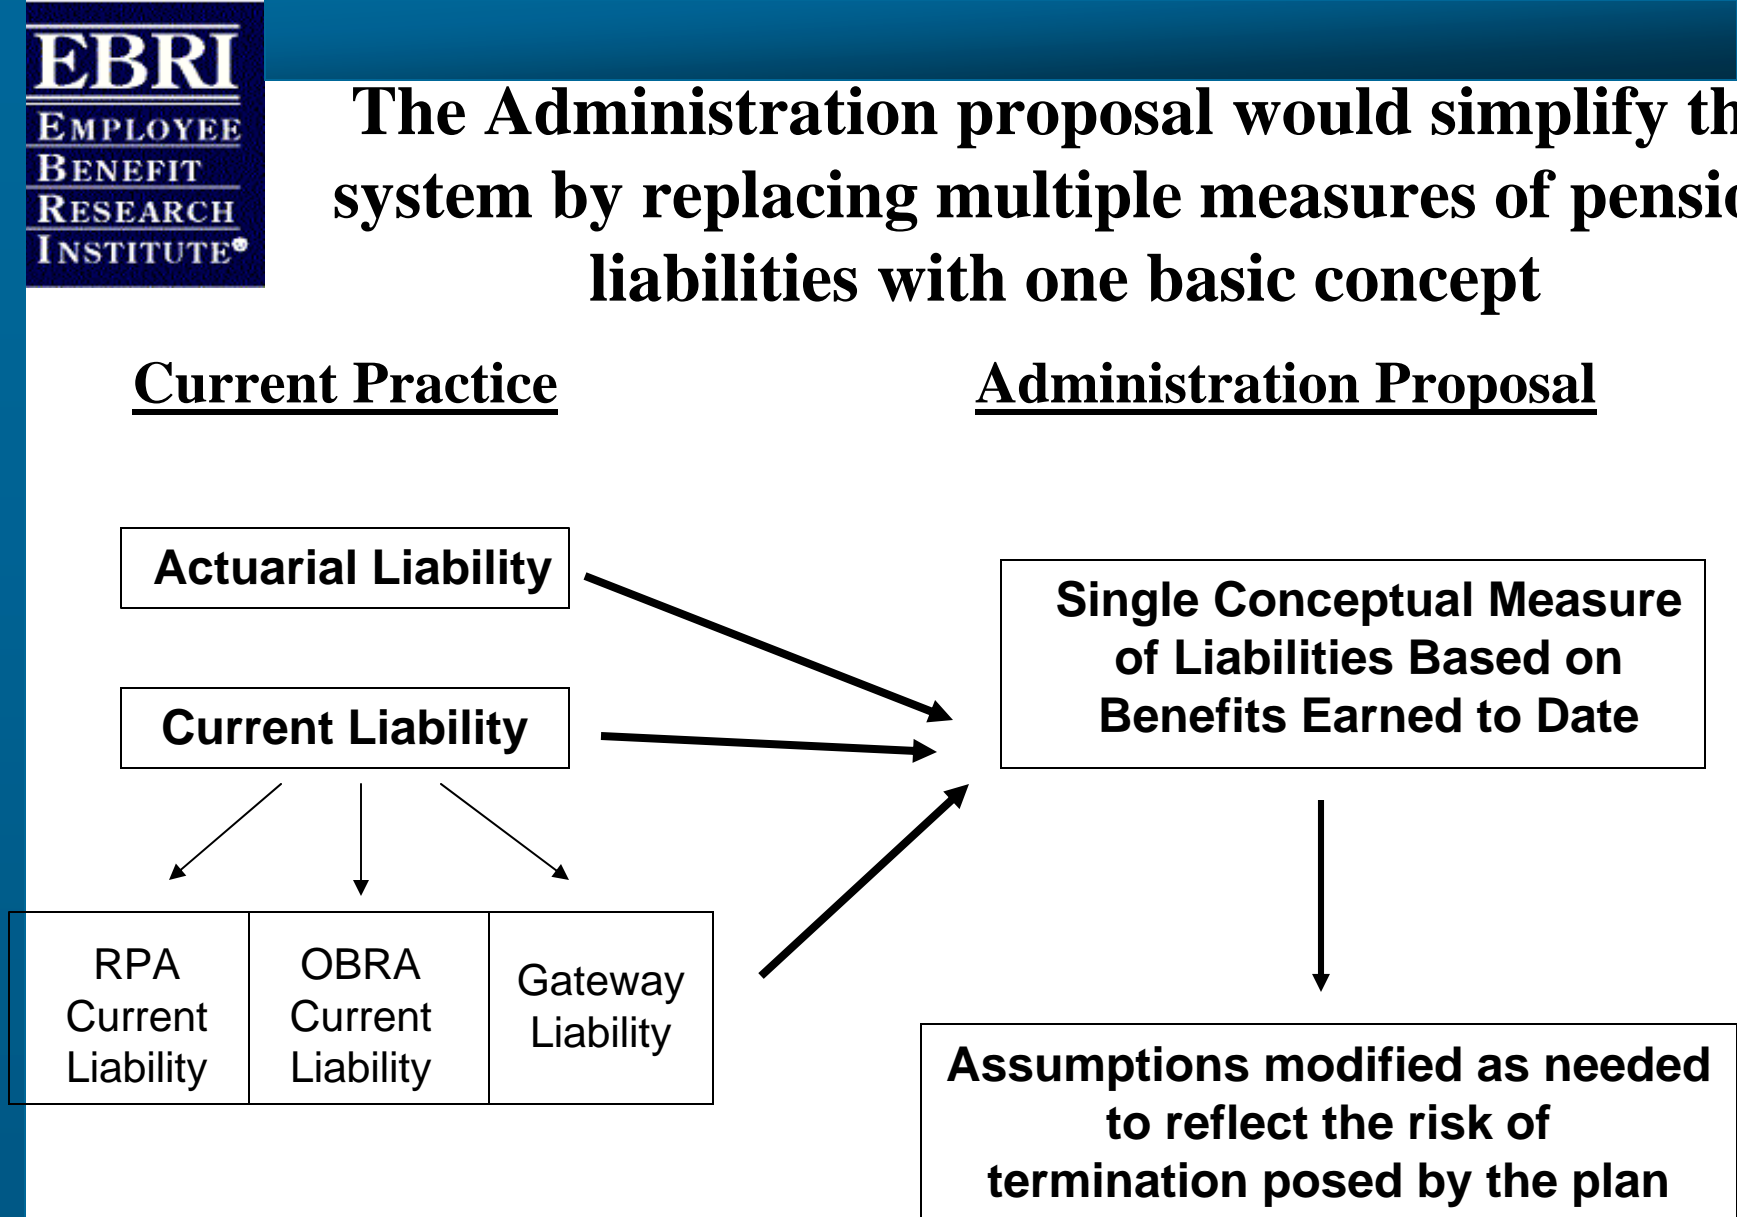 EBRI
EMPLOYEE
BENEFIT
RESEARCH
INSTITUTE®
The Administration proposal would simplify th
system by replacing multiple measures of pensio
liabilities with one basic concept
Current Practice
Administration Proposal
Actuarial Liability
Current Liability
RPA
Current
Liability
OBRA
Current
Liability
Gateway
Liability
Single Conceptual Measure
of Liabilities Based on
Benefits Earned to Date
Assumptions modified as needed
to reflect the risk of
termination posed by the plan